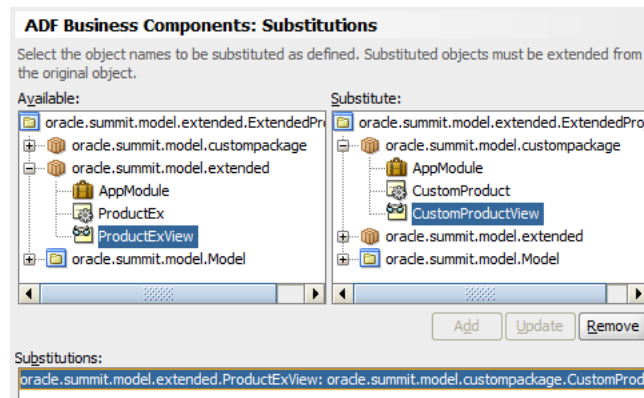 ADF Business Components: Substitutions
Select the object names to be substituted as defined. Substituted objects must be extended from
the original object.
Available:
Substitute:
oracle.summit.model.extended.ExtendedPr
oracle.summit.model.extended.ExtendedPro
oracle.summit.model.custompackage
oracle.summit.model.custompackage
oracle.summit.model.extended
AppModule
AppModule
CustomProduct
ProductEx
CustomProductView
ProductExView
oracle.summit.model.extended
oracle.summit.model.Model
oracle.summit.model.Model
Add
Update
Remove
Substitutions:
oracle.summit.model.extended.ProductExView: oracle.summit.model.custompackage.CustomProd